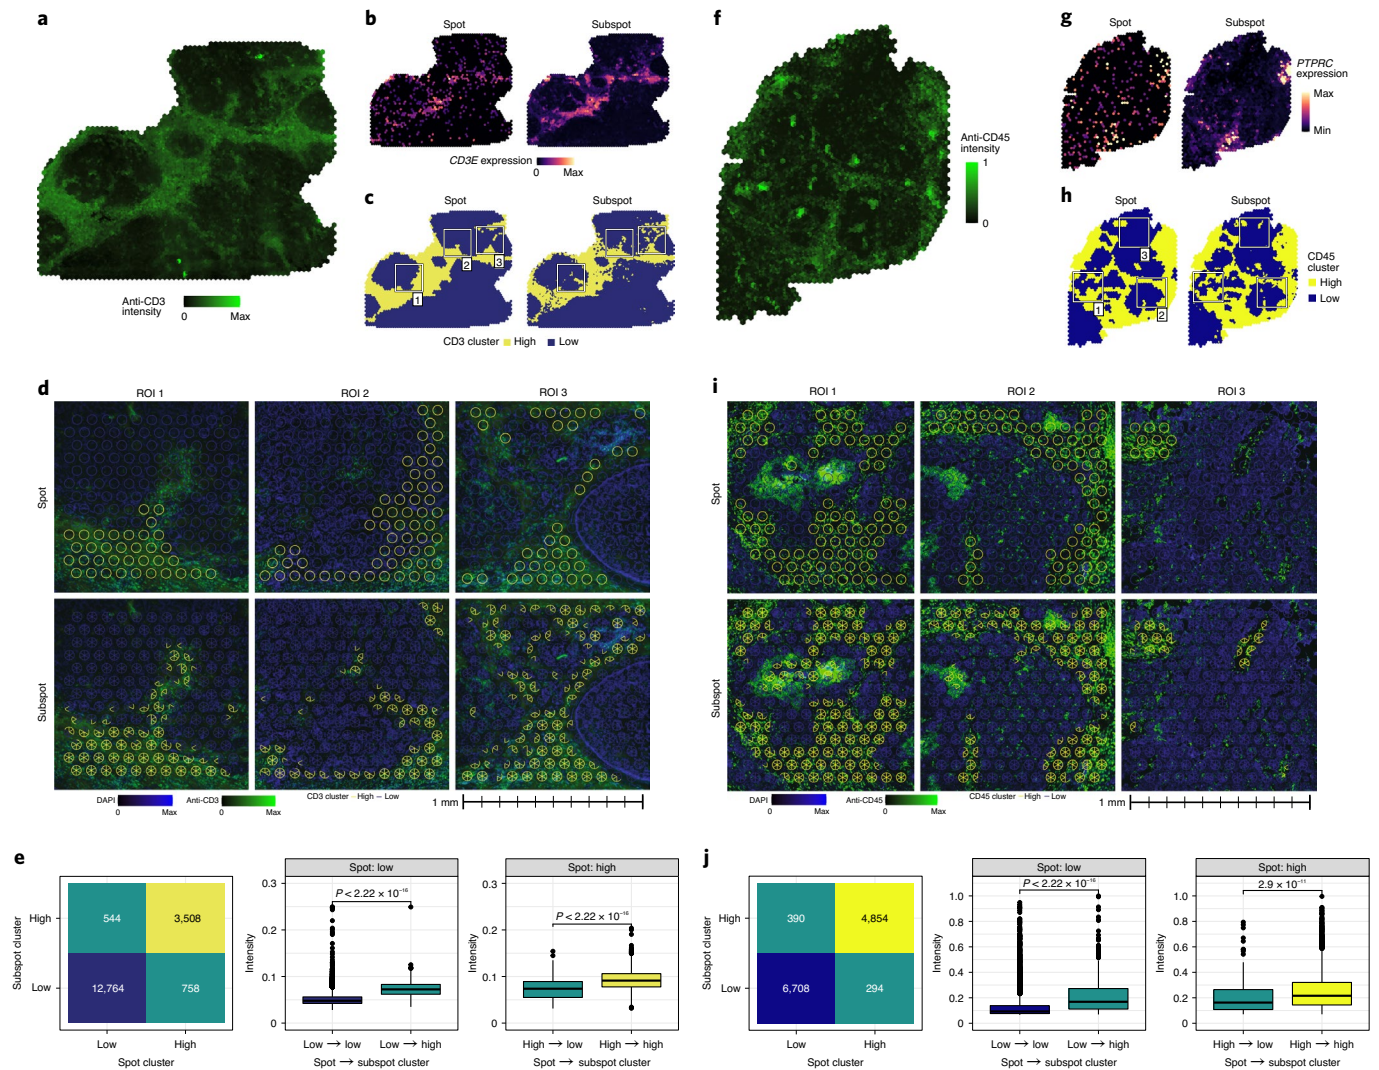 a
Anti-CD3
intensity
0 Max
b
Spot Subspot
CD3E expression
0 Max
c
Spot Subspot
1
2
3
CD3 cluster High Low
f
Anti-CD45
intensity
1
0
g
Spot Subspot
PTPRC
expression
Max
Min
h
Spot Subspot
3
1
2
CD45
cluster
High
Low
d
ROI 1 ROI 2 ROI 3
Spot
Subspot
DAPI
0 Max
Anti-CD3
0 Max
CD3 cluster High – Low
1 mm
i
ROI 1 ROI 2 ROI 3
Spot
Subspot
DAPI
0 Max
Anti-CD45
0 Max
CD45 cluster High – Low
1 mm
e
Subspot cluster
High
Low
544 3,508
12,764 758
Low High
Spot cluster
Spot: low
Intensity
0.3
0.2
0.1
0
P < 2.22 × 10⁻¹⁶
Low → low Low → high
Spot → subspot cluster
Spot: high
Intensity
0.3
0.2
0.1
0
P < 2.22 × 10⁻¹⁶
High → low High → high
Spot → subspot cluster
j
Subspot cluster
High
Low
390 4,854
6,708 294
Low High
Spot cluster
Spot: low
Intensity
1.0
0.8
0.6
0.4
0.2
0
P < 2.22 × 10⁻¹⁶
Low → low Low → high
Spot → subspot cluster
Spot: high
Intensity
1.0
0.8
0.6
0.4
0.2
0
2.9 × 10⁻¹¹
High → low High → high
Spot → subspot cluster